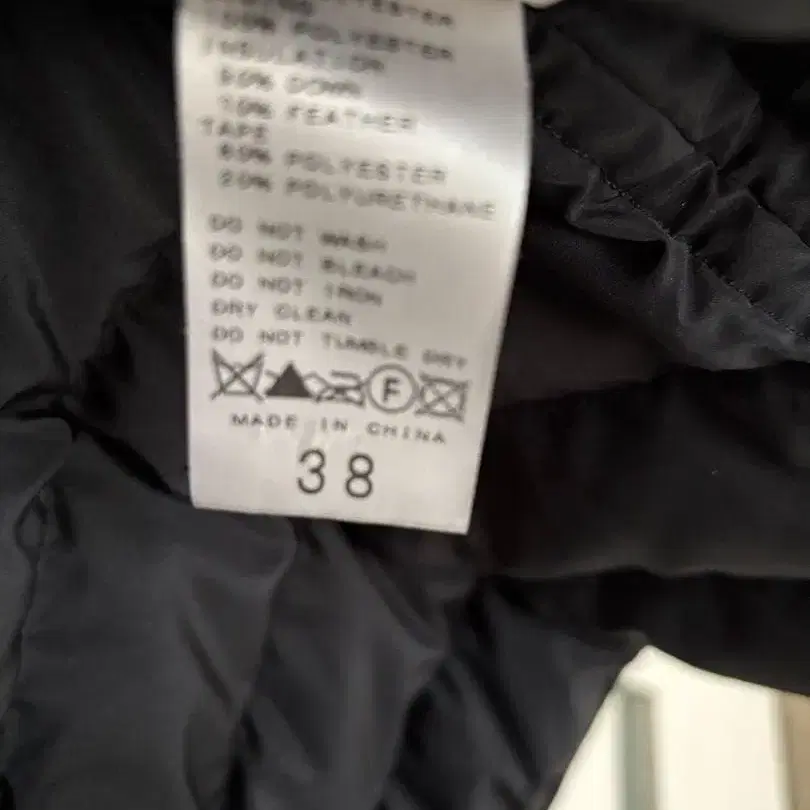 100% POLYESTER
INSULATION
90% DOWN
10% FEATHER
TAPE
80% POLYESTER
20% POLYURETHANE
DO NOT WASH
DO NOT BLEACH
DO NOT IRON
DRY CLEAN
DO NOT TUMBLE DRY
F
MADE IN CHINA
38